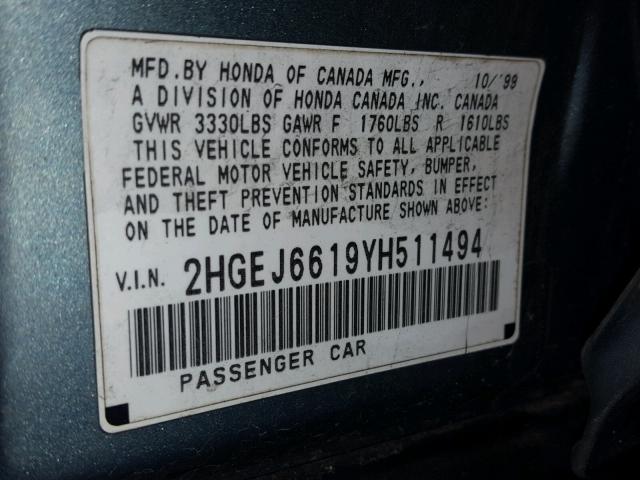 MFD.BY HONDA OF CANADA MFG., 10/'99
A DIVISION OF HONDA CANADA INC. CANADA
GVWR 3330LBS GAWR F 1760LBS R 1610LBS
THIS VEHICLE CONFORMS TO ALL APPLICABLE
FEDERAL MOTOR VEHICLE SAFETY, BUMPER,
AND THEFT PREVENTION STANDARDS IN EFFECT
ON THE DATE OF MANUFACTURE SHOWN ABOVE:
V.I.N. 2HGEJ6619YH511494
PASSENGER CAR